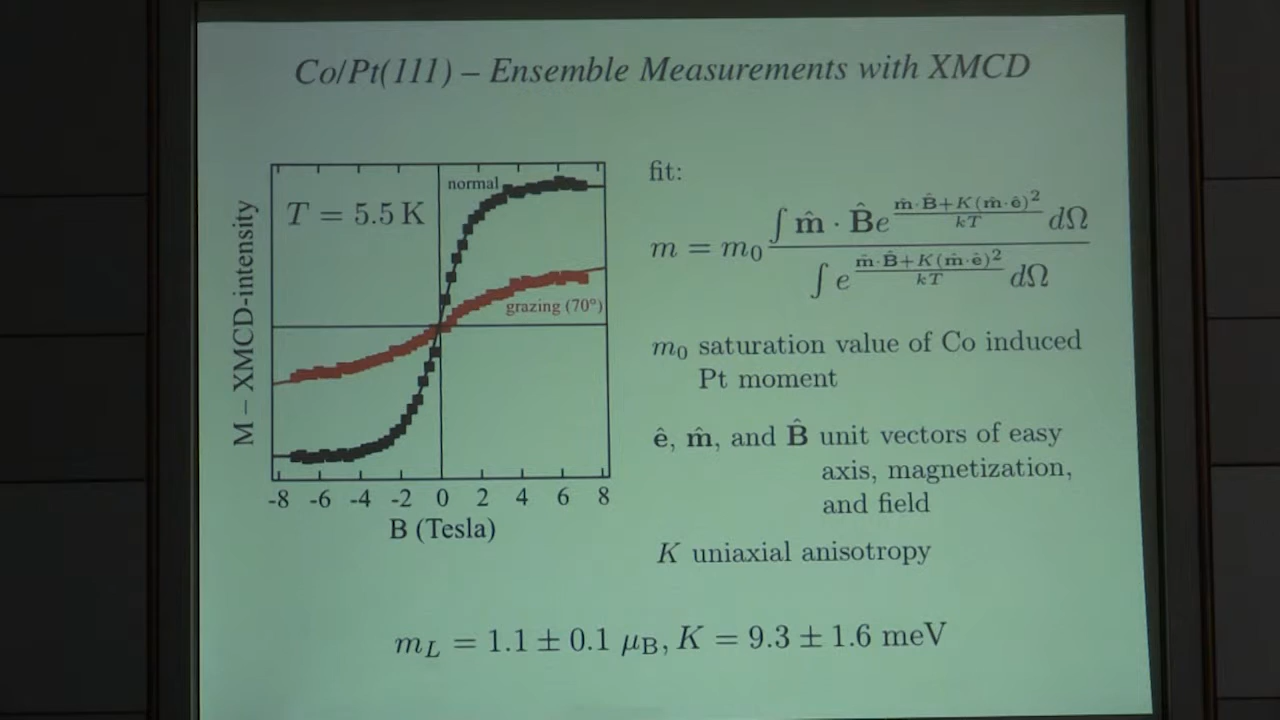 Co/Pt(111) – Ensemble Measurements with XMCD
M – XMCD-intensity
normal
T = 5.5 K
grazing (70°)
-8 -6 -4 -2 0 2 4 6 8
B (Tesla)
fit:
m = m₀ ∫ m̂ · B̂e^((m̂·B̂+K(m̂·ê)²)/kT) dΩ / ∫ e^((m̂·B̂+K(m̂·ê)²)/kT) dΩ
m₀ saturation value of Co induced
Pt moment
ê, m̂, and B̂ unit vectors of easy
axis, magnetization,
and field
K uniaxial anisotropy
m_L = 1.1 ± 0.1 μ_B, K = 9.3 ± 1.6 meV